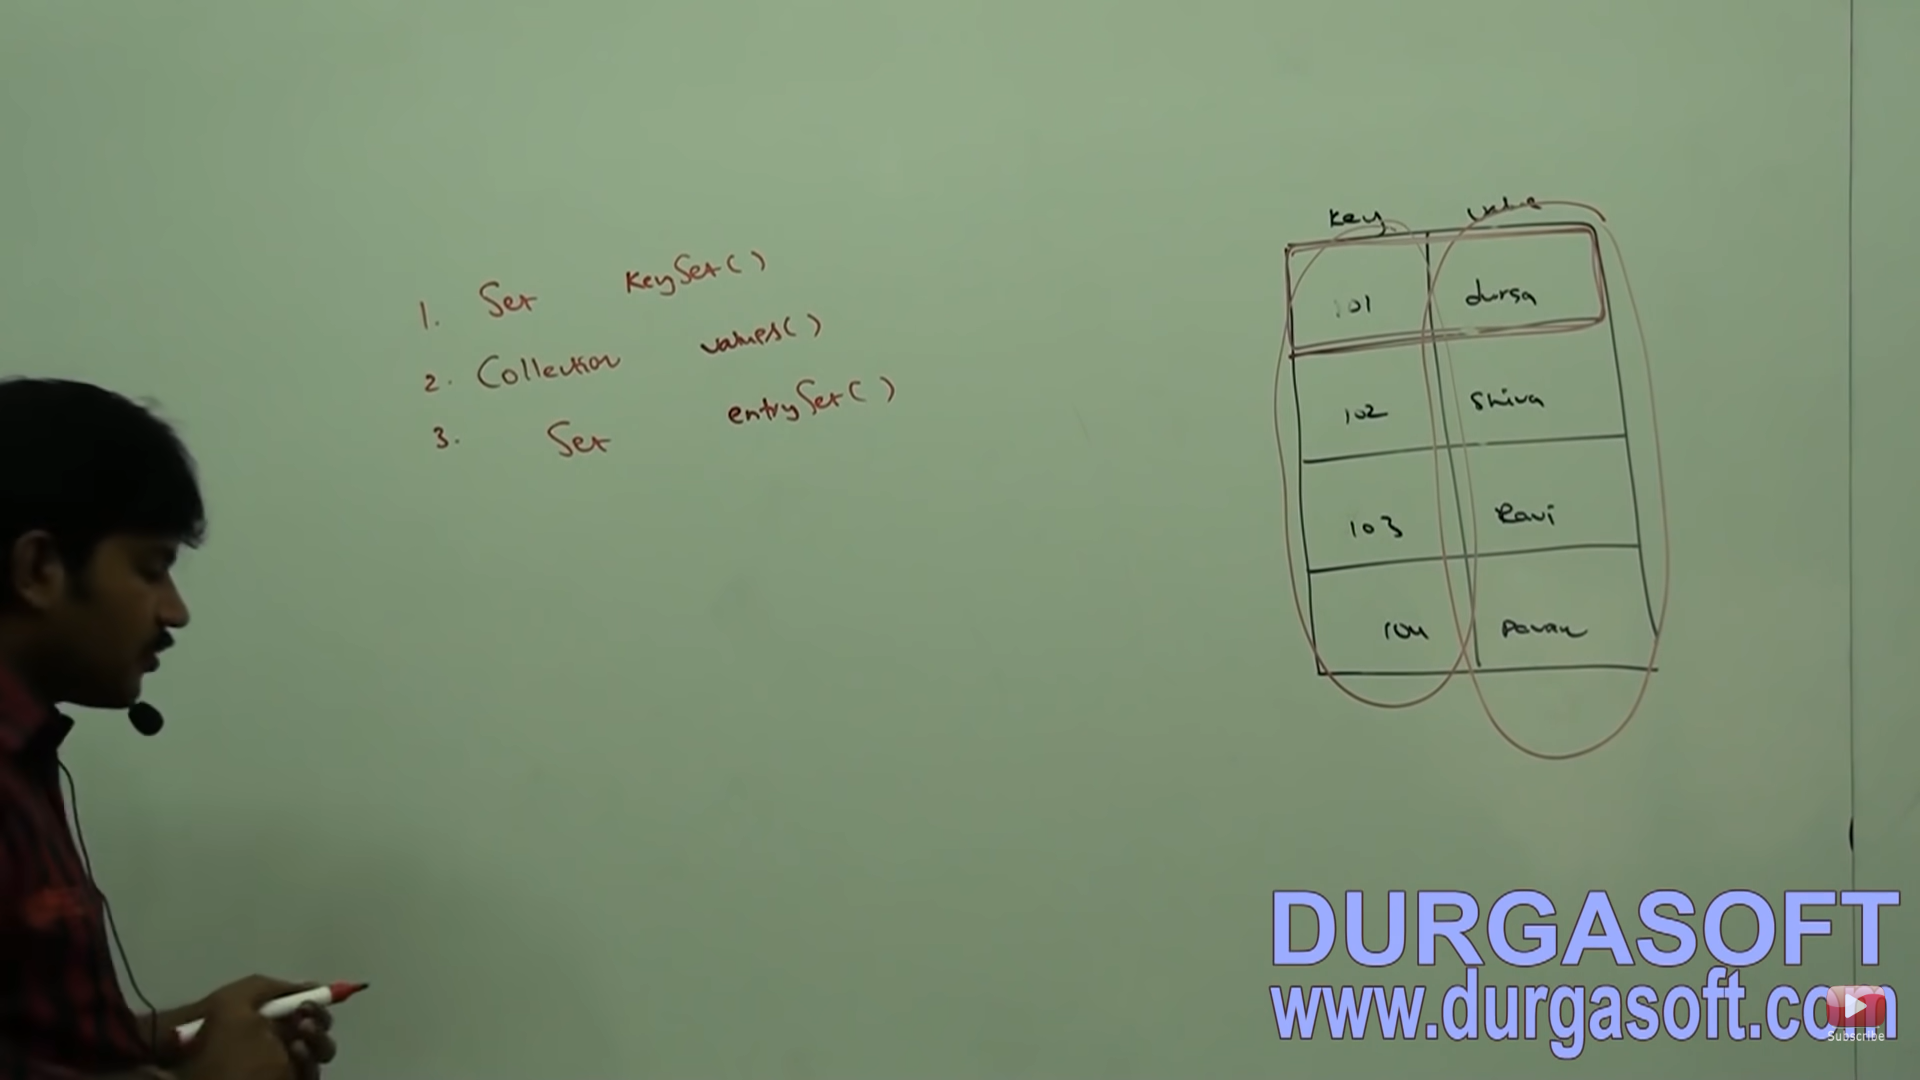 1. Set keySet()
2. Collection values()
3. Set entrySet()
key value
101 durga
102 Shiva
103 Ravi
104 Pavan
DURGASOFT
www.durgasoft.com
Subscribe